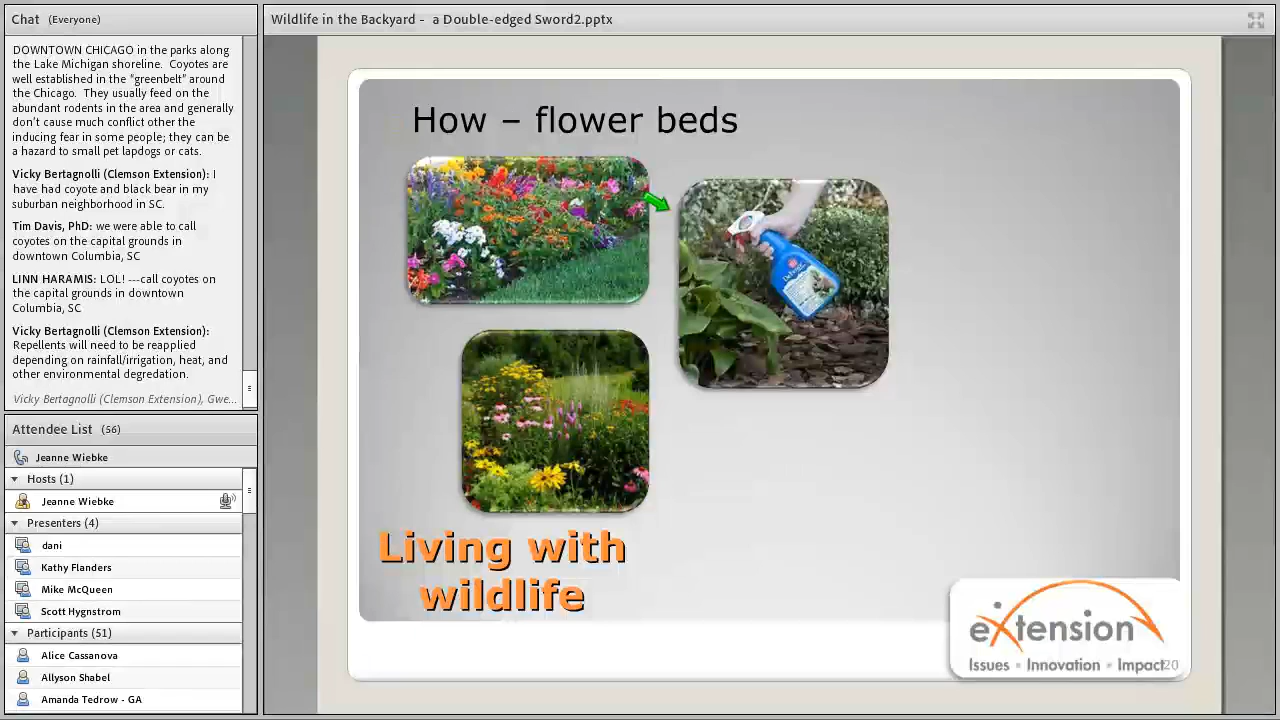 Chat (Everyone)
DOWNTOWN CHICAGO in the parks along
the Lake Michigan shoreline. Coyotes are
well established in the "greenbelt" around
the Chicago. They usually feed on the
abundant rodents in the area and generally
don't cause much conflict other the
inducing fear in some people; they can be
a hazard to small pet lapdogs or cats.
Vicky Bertagnolli (Clemson Extension): I
have had coyote and black bear in my
suburban neighborhood in SC.
Tim Davis, PhD: we were able to call
coyotes on the capital grounds in
downtown Columbia, SC
LINN HARAMIS: LOL! ---call coyotes on
the capital grounds in downtown
Columbia, SC
Vicky Bertagnolli (Clemson Extension):
Repellents will need to be reapplied
depending on rainfall/irrigation, heat, and
other environmental degredation.
Vicky Bertagnolli (Clemson Extension), Gwe...
Attendee List (56)
Jeanne Wiebke
Hosts (1)
Jeanne Wiebke
Presenters (4)
dani
Kathy Flanders
Mike McQueen
Scott Hygnstrom
Participants (51)
Alice Cassanova
Allyson Shabel
Amanda Tedrow - GA
Wildlife in the Backyard - a Double-edged Sword2.pptx
How – flower beds
Living with
wildlife
eXtension
Issues • Innovation • Impact
20